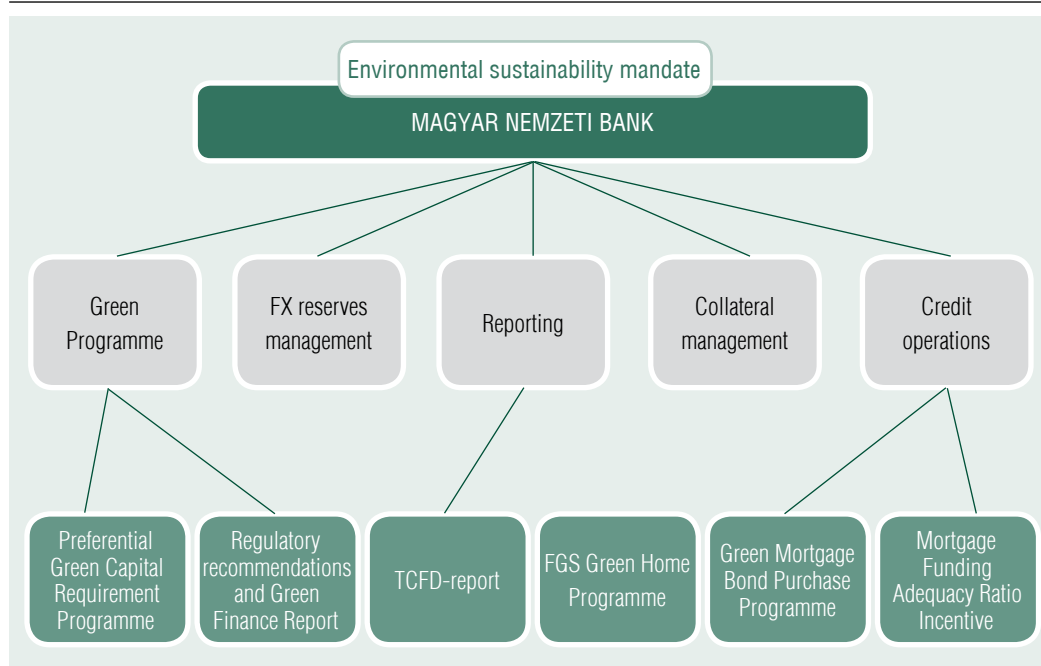 Environmental sustainability mandate
MAGYAR NEMZETI BANK
Green
Programme
FX reserves
management
Reporting
Collateral
management
Credit
operations
Preferential
Green Capital
Requirement
Programme
Regulatory
recommendations
and Green
Finance Report
TCFD-report
FGS Green Home
Programme
Green Mortgage
Bond Purchase
Programme
Mortgage
Funding
Adequacy Ratio
Incentive